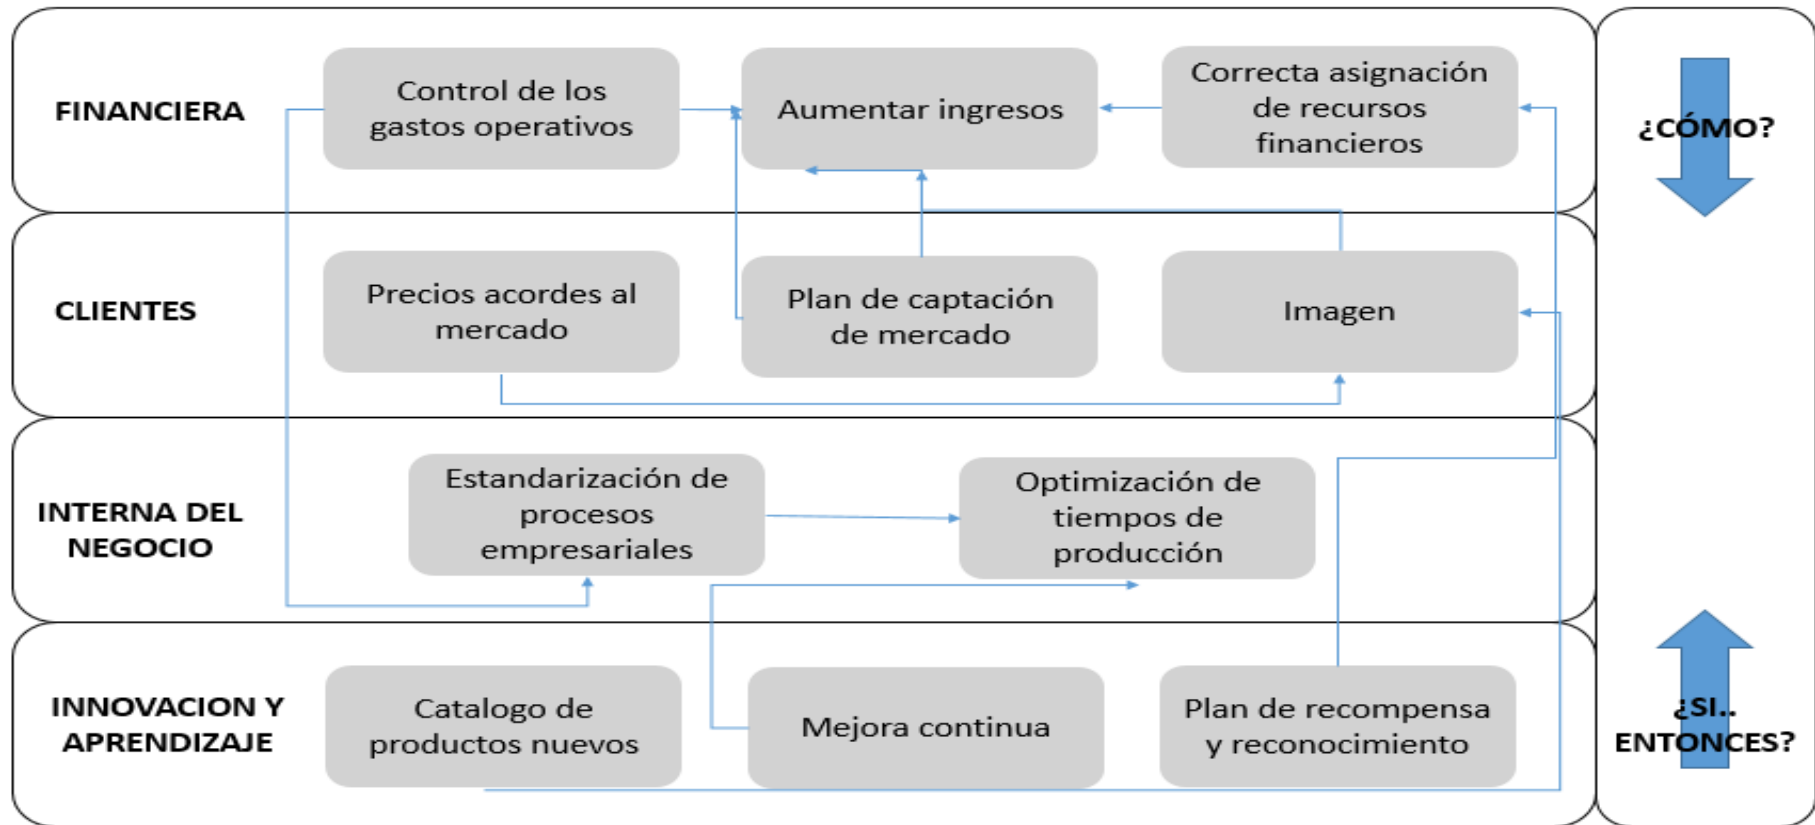 FINANCIERA
Control de los
gastos operativos
Aumentar ingresos
Correcta asignación
de recursos
financieros
¿CÓMO?
CLIENTES
Precios acordes al
mercado
Plan de captación
de mercado
Imagen
INTERNA DEL
NEGOCIO
Estandarización de
procesos
empresariales
Optimización de
tiempos de
producción
INNOVACION Y
APRENDIZAJE
Catalogo de
productos nuevos
Mejora continua
Plan de recompensa
y reconocimiento
¿SI..
ENTONCES?